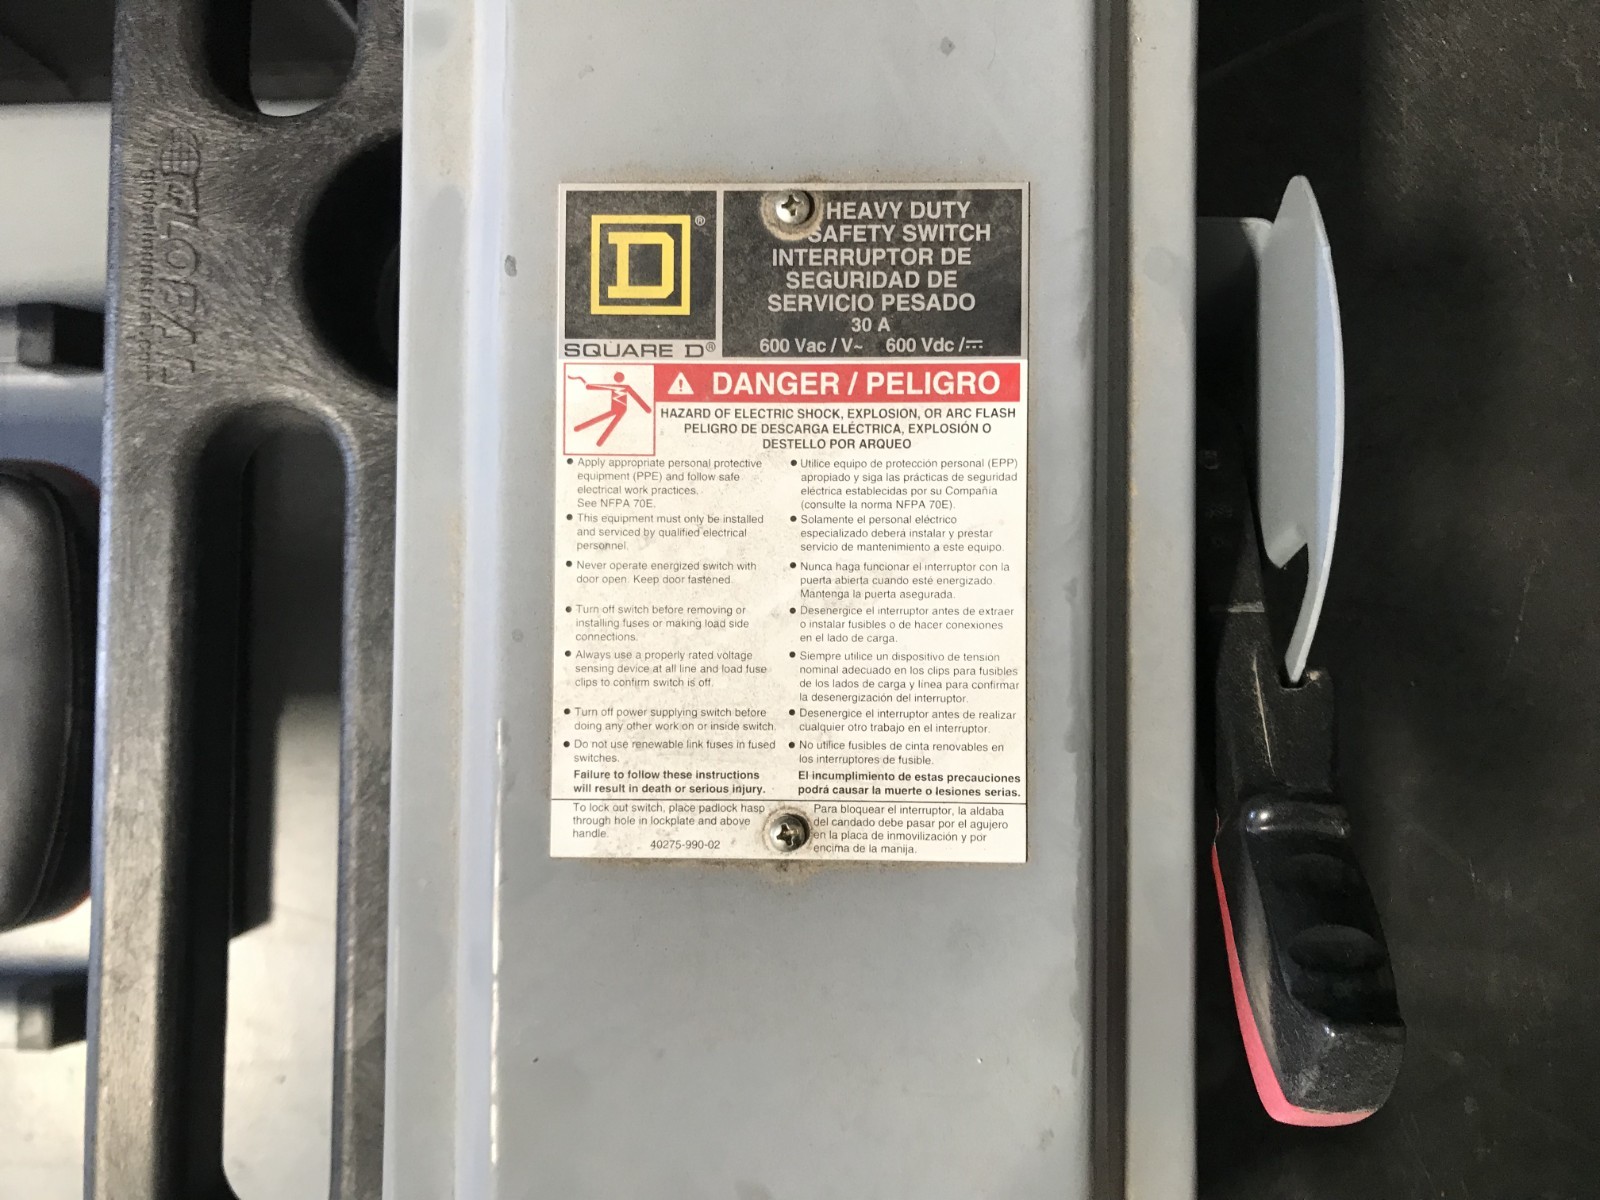 GLOBAL
globalindustrial.com
D®
SQUARE D®
HEAVY DUTY
SAFETY SWITCH
INTERRUPTOR DE
SEGURIDAD DE
SERVICIO PESADO
30 A
600 Vac / V~ 600 Vdc /⎓
⚠ DANGER / PELIGRO
HAZARD OF ELECTRIC SHOCK, EXPLOSION, OR ARC FLASH
PELIGRO DE DESCARGA ELÉCTRICA, EXPLOSIÓN O
DESTELLO POR ARQUEO
• Apply appropriate personal protective
equipment (PPE) and follow safe
electrical work practices.
See NFPA 70E.
• This equipment must only be installed
and serviced by qualified electrical
personnel.
• Never operate energized switch with
door open. Keep door fastened.
• Turn off switch before removing or
installing fuses or making load side
connections.
• Always use a properly rated voltage
sensing device at all line and load fuse
clips to confirm switch is off.
• Turn off power supplying switch before
doing any other work on or inside switch.
• Do not use renewable link fuses in fused
switches.
Failure to follow these instructions
will result in death or serious injury.
• Utilice equipo de protección personal (EPP)
apropiado y siga las prácticas de seguridad
eléctrica establecidas por su Compañia
(consulte la norma NFPA 70E).
• Solamente el personal eléctrico
especializado deberá instalar y prestar
servicio de mantenimiento a este equipo.
• Nunca haga funcionar el interruptor con la
puerta abierta cuando esté energizado.
Mantenga la puerta asegurada.
• Desenergice el interruptor antes de extraer
o instalar fusibles o de hacer conexiones
en el lado de carga.
• Siempre utilice un dispositivo de tensión
nominal adecuado en los clips para fusibles
de los lados de carga y línea para confirmar
la desenergización del interruptor.
• Desenergice el interruptor antes de realizar
cualquier otro trabajo en el interruptor.
• No utilice fusibles de cinta renovables en
los interruptores de fusible.
El incumplimiento de estas precauciones
podrá causar la muerte o lesiones serias.
To lock out switch, place padlock hasp
through hole in lockplate and above
handle.
40275-990-02
Para bloquear el interruptor, la aldaba
del candado debe pasar por el agujero
en la placa de inmovilización y por
encima de la manija.